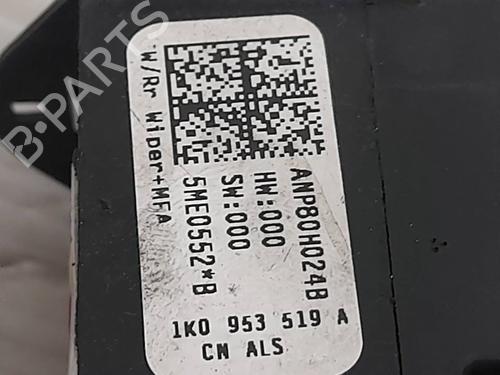 B-PARTS
W/Rr Wiper+MFA
ANP80H024B
HW:000
SW:000
5ME0552*B
1K0 953 519 A
CN ALS